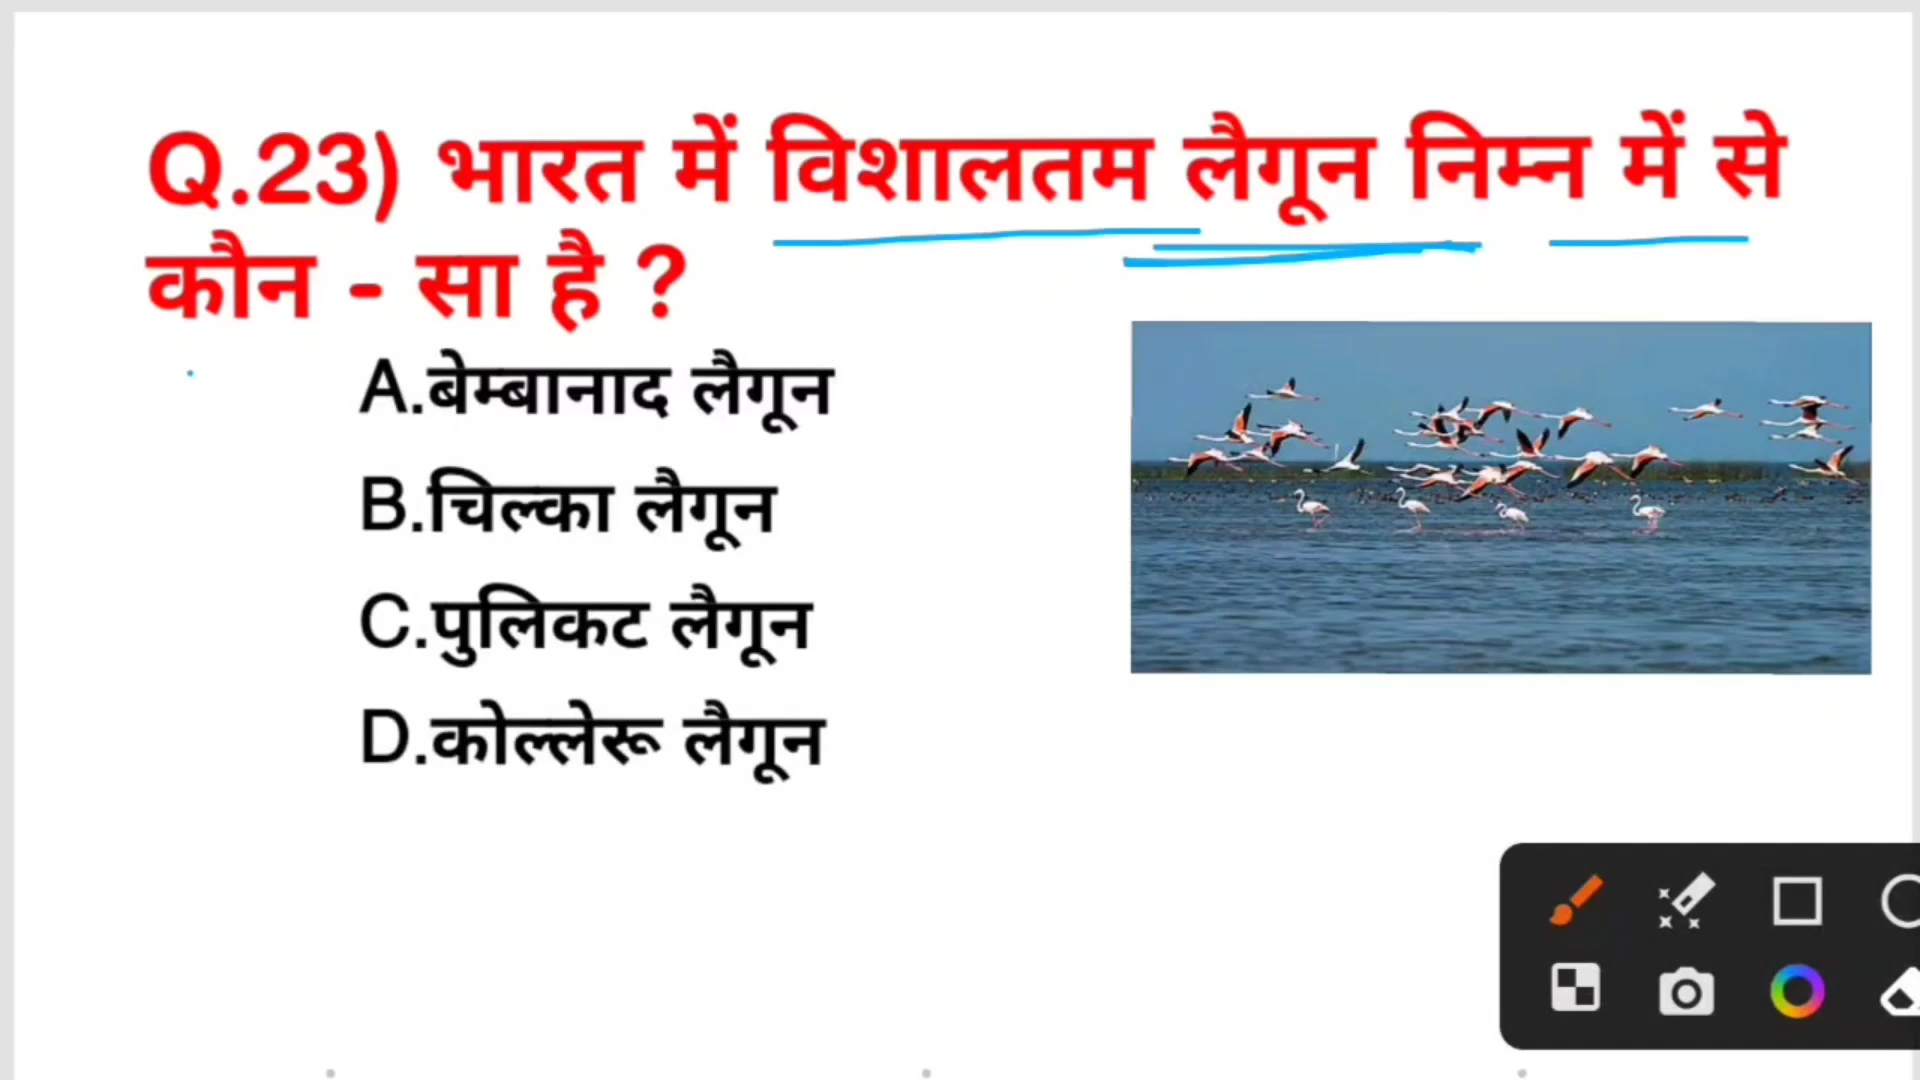 Q.23) भारत में विशालतम लैगून निम्न में से
कौन - सा है ?
A.बेम्बानाद लैगून
B.चिल्का लैगून
C.पुलिकट लैगून
D.कोल्लेरू लैगून